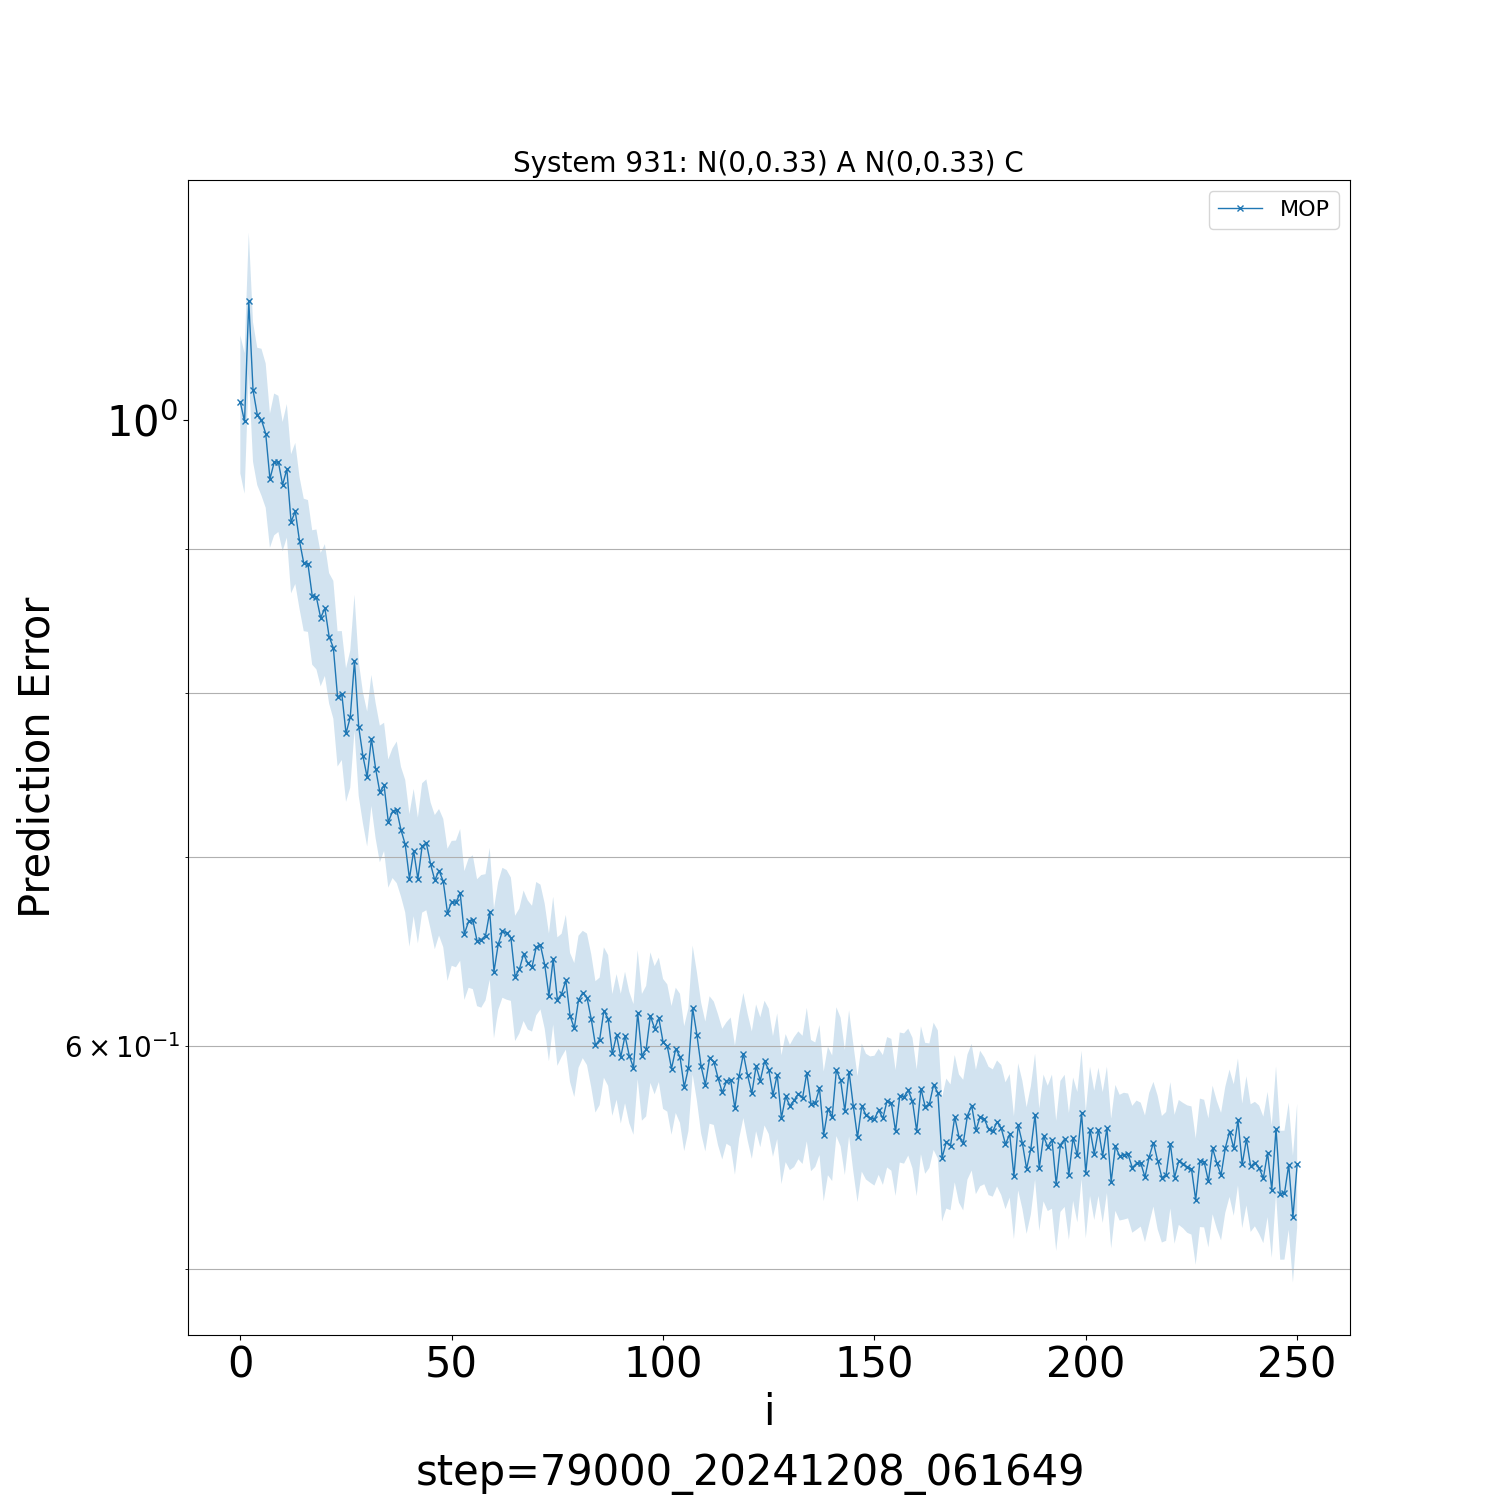 System 931: N(0,0.33) A N(0,0.33) C
MOP
10⁰
6 × 10⁻¹
Prediction Error
0 50 100 150 200 250
i
step=79000_20241208_061649